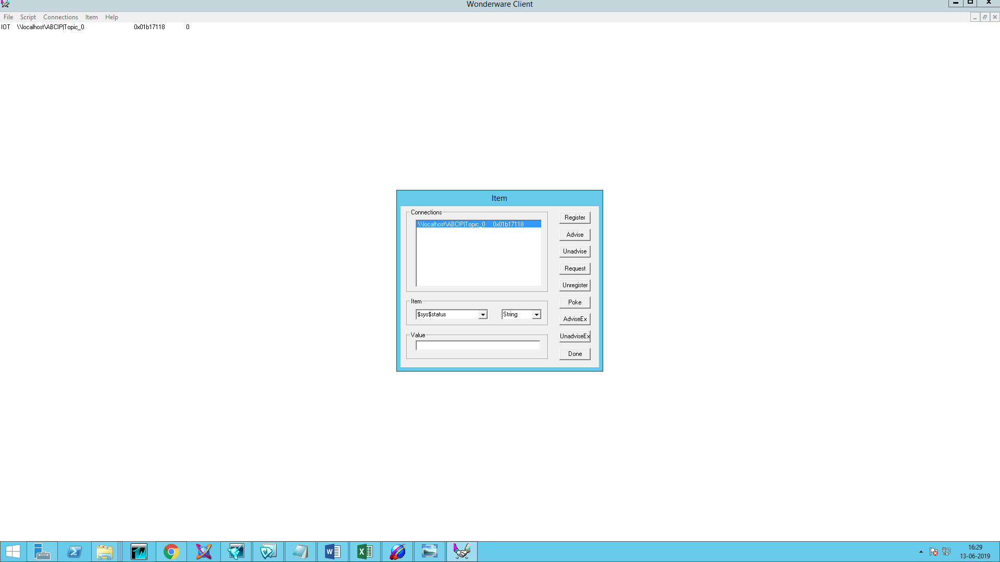 Wonderware Client
File Script Connections Item Help
IOT \\localhost\ABCIP|Topic_0 0x01b17118 0
Item
Connections
\\localhost\ABCIP|Topic_0 0x01b17118
Register
Advise
Unadvise
Request
Unregister
Item
$sys$status String
Poke
AdviseEx
Value
UnadviseEx
Done
16:29
13-06-2019